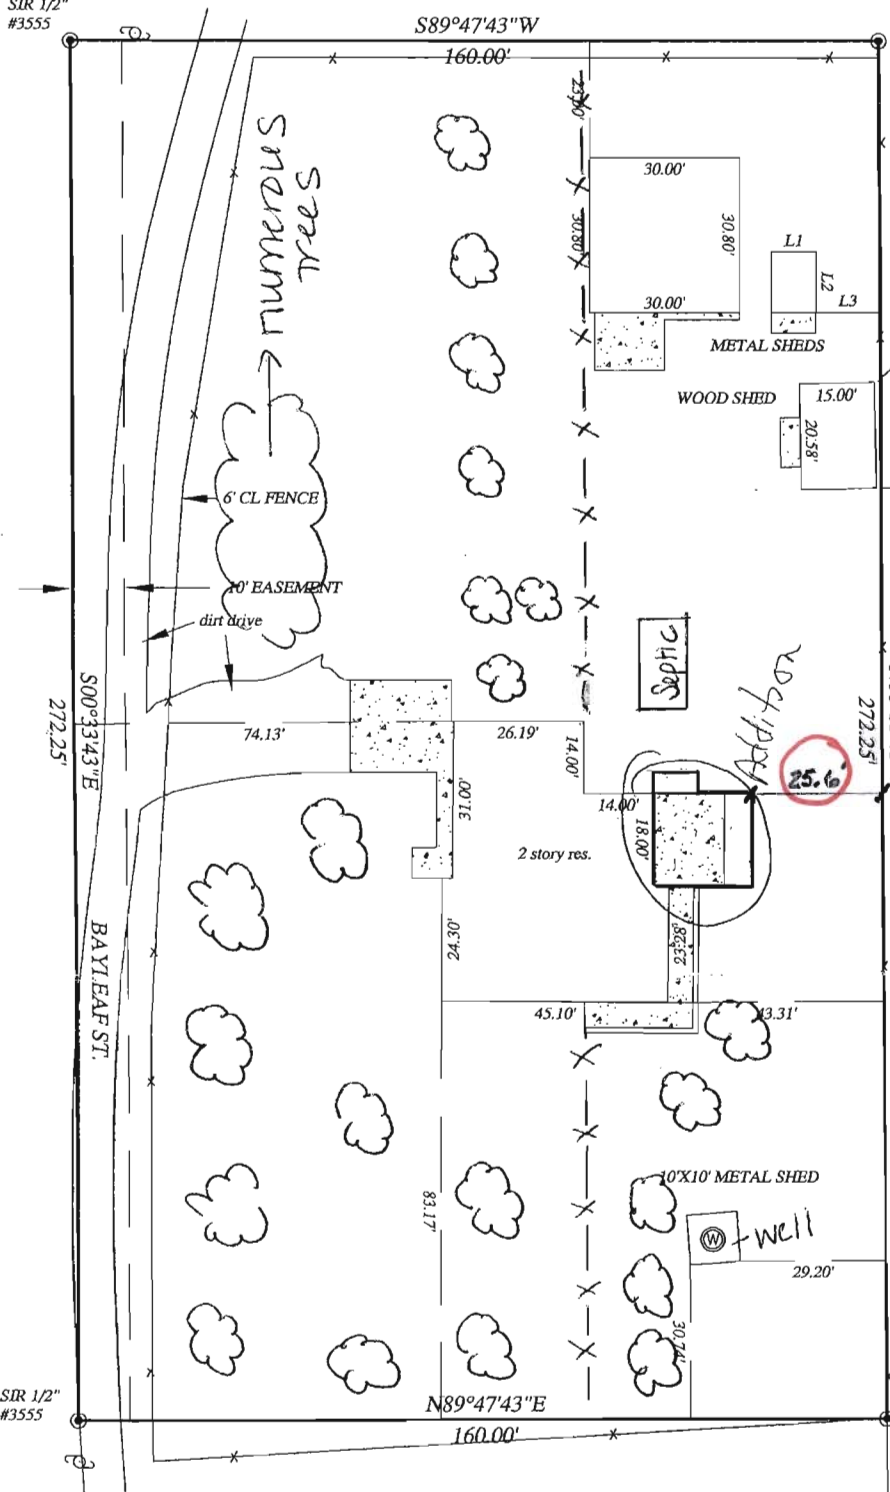 SIR 1/2"
#3555
S89°47'43"W
160.00'
30.00'
30.80'
30.80'
30.00'
L1
L2
L3
METAL SHEDS
WOOD SHED
15.00'
20.58'
numerous
trees
6' CL FENCE
10' EASEMENT
dirt drive
Septic
Addition
S00°33'43"E
272.25'
272.25'
74.13'
26.19'
14.00'
14.00'
25.6'
31.00'
18.00'
2 story res.
24.30'
23.28'
BAYLEAF ST.
45.10'
43.31'
10'X10' METAL SHED
W
well
83.17'
29.20'
30.74'
SIR 1/2"
#3555
N89°47'43"E
160.00'